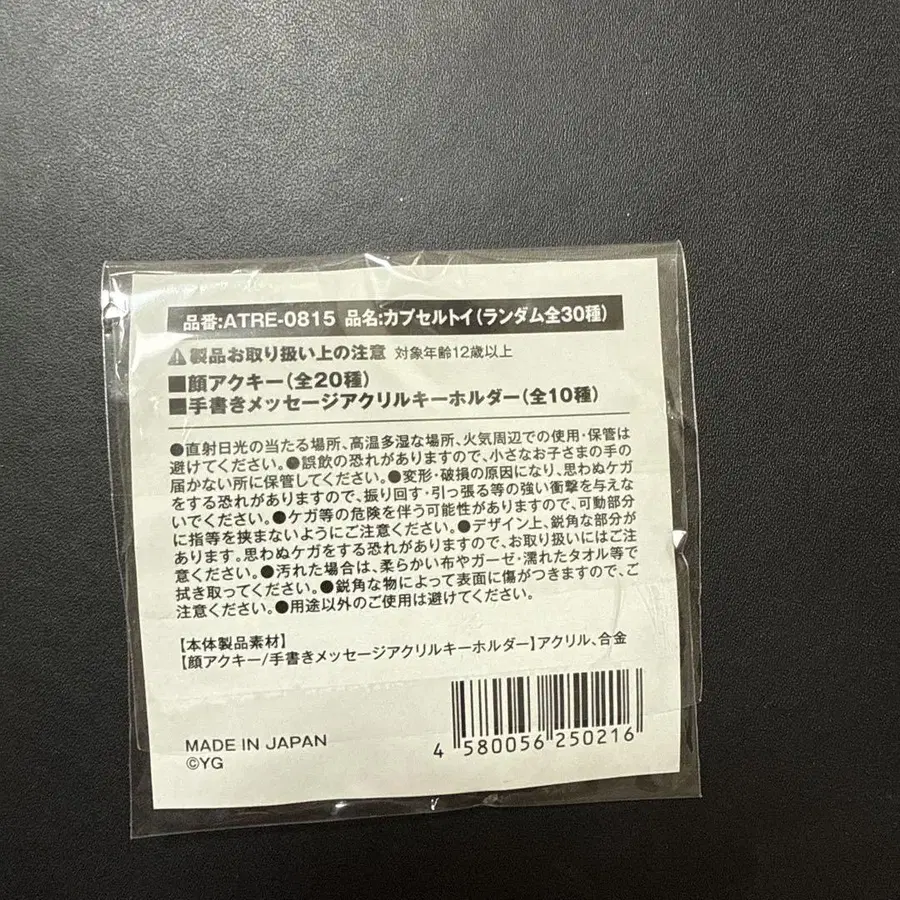 品番:ATRE-0815 品名:カプセルトイ(ランダム全30種)
製品お取り扱い上の注意 対象年齢12歳以上
■顔アクキー(全20種)
■手書きメッセージアクリルキーホルダー(全10種)
●直射日光の当たる場所、高温多湿な場所、火気周辺での使用・保管は
避けてください。●誤飲の恐れがありますので、小さなお子さまの手の
届かない所に保管してください。●変形・破損の原因になり、思わぬケガ
をする恐れがありますので、振り回す・引っ張る等の強い衝撃を与えな
いでください。●ケガ等の危険を伴う可能性がありますので、可動部分
に指等を挟まないようにご注意ください。●デザイン上、鋭角な部分が
あります。思わぬケガをする恐れがありますので、お取り扱いにはご注
意ください。●汚れた場合は、柔らかい布やガーゼ・濡れたタオル等で
拭き取ってください。●鋭角な物によって表面に傷がつきますので、ご
注意ください。●用途以外のご使用は避けてください。
【本体製品素材】
【顔アクキー/手書きメッセージアクリルキーホルダー】アクリル、合金
MADE IN JAPAN
©YG
4 580056 250216